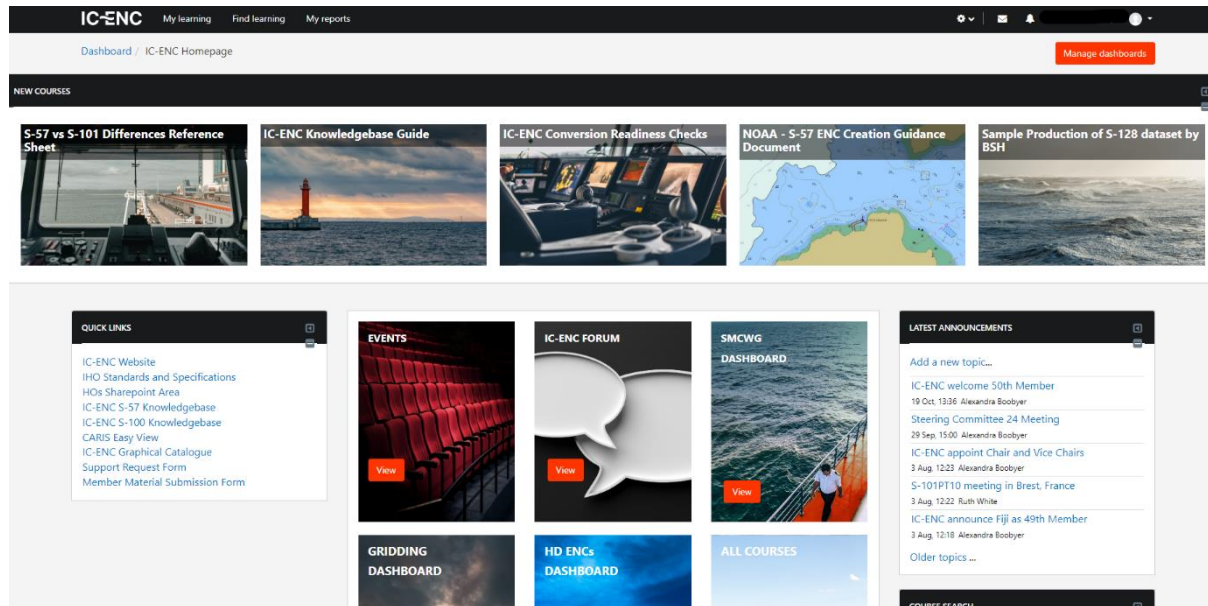 IC-ENC My learning Find learning My reports
Dashboard / IC-ENC Homepage
Manage dashboards
NEW COURSES
S-57 vs S-101 Differences Reference
Sheet
IC-ENC Knowledgebase Guide
IC-ENC Conversion Readiness Checks
NOAA - S-57 ENC Creation Guidance
Document
Sample Production of S-128 dataset by
BSH
QUICK LINKS
IC-ENC Website
IHO Standards and Specifications
HOs Sharepoint Area
IC-ENC S-57 Knowledgebase
IC-ENC S-100 Knowledgebase
CARIS Easy View
IC-ENC Graphical Catalogue
Support Request Form
Member Material Submission Form
EVENTS
View
IC-ENC FORUM
View
SMCWG
DASHBOARD
View
GRIDDING
DASHBOARD
HD ENCs
DASHBOARD
ALL COURSES
LATEST ANNOUNCEMENTS
Add a new topic...
IC-ENC welcome 50th Member
19 Oct, 13:36 Alexandra Boobyer
Steering Committee 24 Meeting
29 Sep, 15:00 Alexandra Boobyer
IC-ENC appoint Chair and Vice Chairs
3 Aug, 12:23 Alexandra Boobyer
S-101PT10 meeting in Brest, France
3 Aug, 12:22 Ruth White
IC-ENC announce Fiji as 49th Member
3 Aug, 12:18 Alexandra Boobyer
Older topics ...
COURSE SEARCH